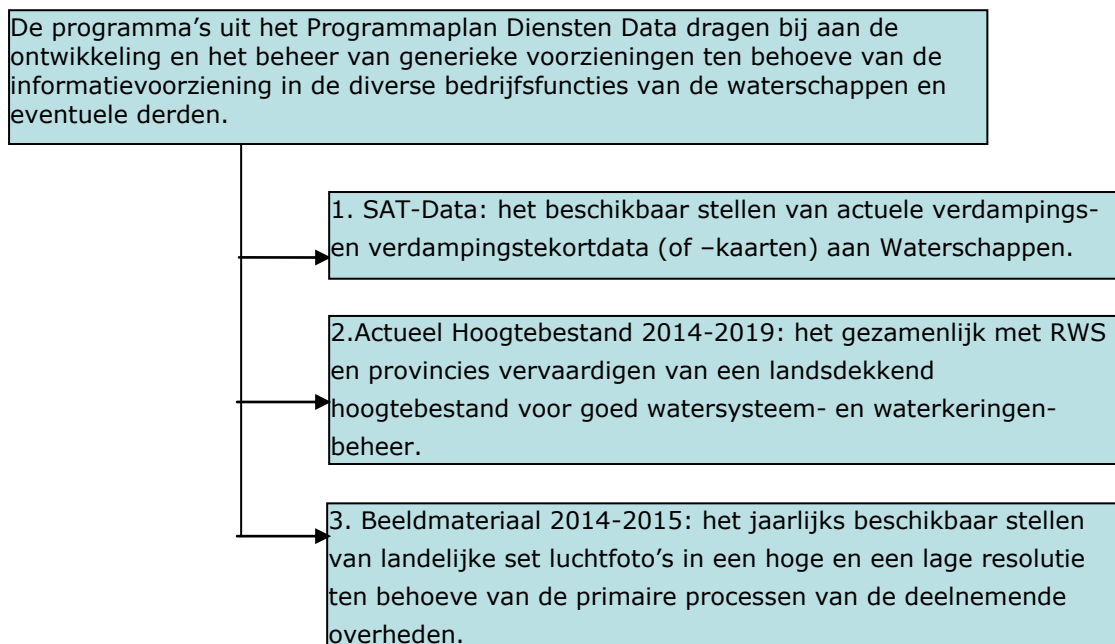 De programma’s uit het Programmaplan Diensten Data dragen bij aan de
ontwikkeling en het beheer van generieke voorzieningen ten behoeve van de
informatievoorziening in de diverse bedrijfsfuncties van de waterschappen en
eventuele derden.
1. SAT-Data: het beschikbaar stellen van actuele verdampings-
en verdampingstekortdata (of –kaarten) aan Waterschappen.
2.Actueel Hoogtebestand 2014-2019: het gezamenlijk met RWS
en provincies vervaardigen van een landsdekkend
hoogtebestand voor goed watersysteem- en waterkeringen-
beheer.
3. Beeldmateriaal 2014-2015: het jaarlijks beschikbaar stellen
van landelijke set luchtfoto’s in een hoge en een lage resolutie
ten behoeve van de primaire processen van de deelnemende
overheden.